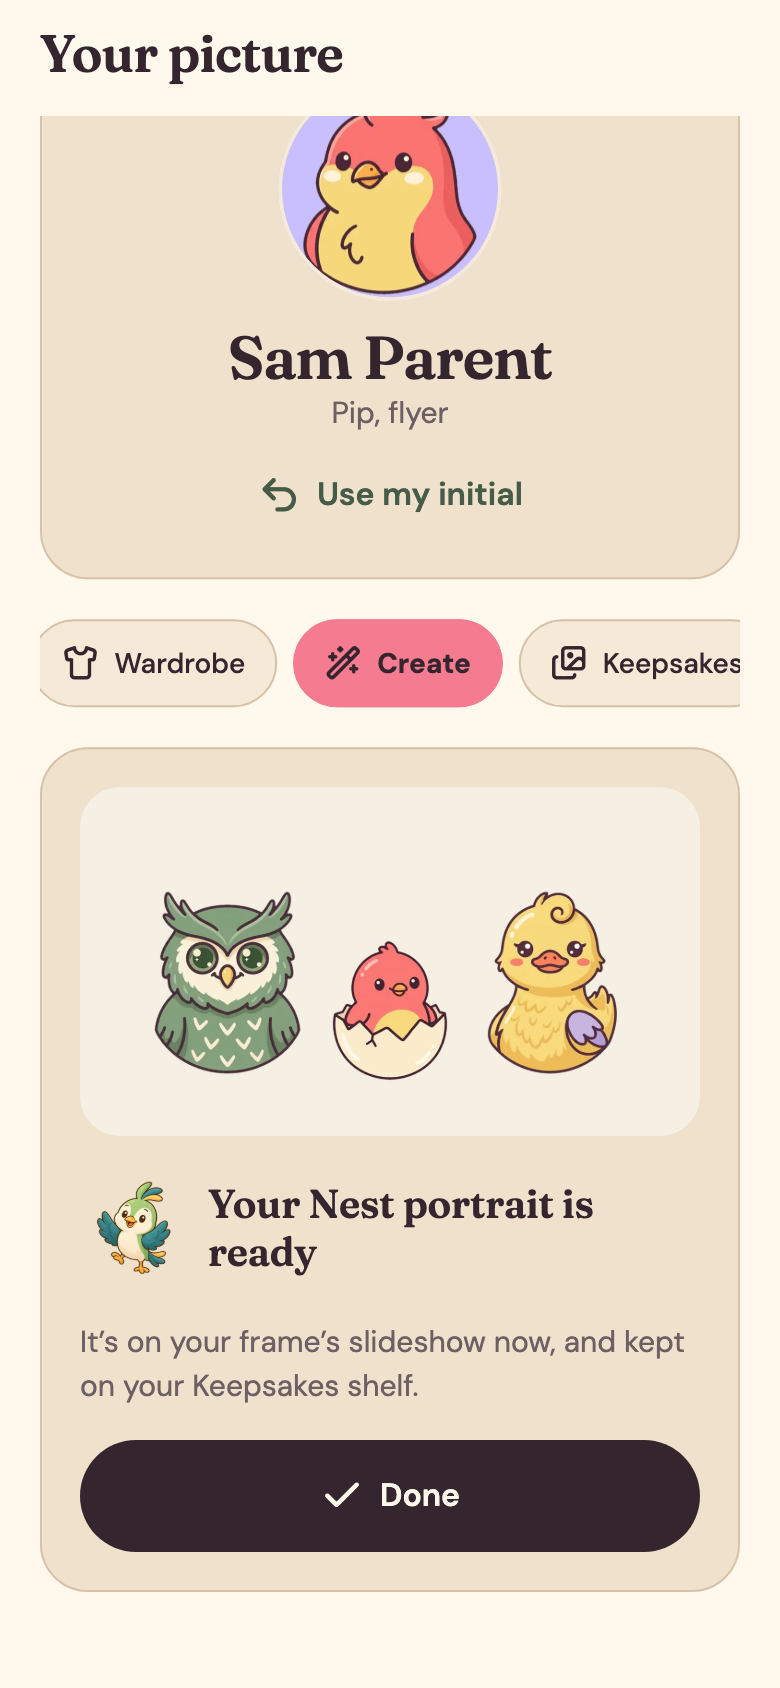 Your picture
Sam Parent
Pip, flyer
Use my initial
Wardrobe
Create
Keepsakes
Your Nest portrait is
ready
It’s on your frame’s slideshow now, and kept
on your Keepsakes shelf.
Done